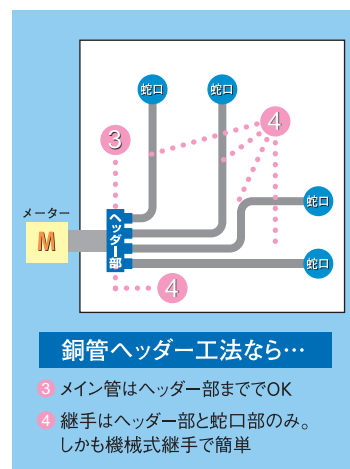 蛇口
蛇口
4
3
蛇口
メーター
M
ヘッダー部
蛇口
4
銅管ヘッダー工法なら…
3 メイン管はヘッダー部まででOK
4 継手はヘッダー部と蛇口部のみ。
しかも機械式継手で簡単